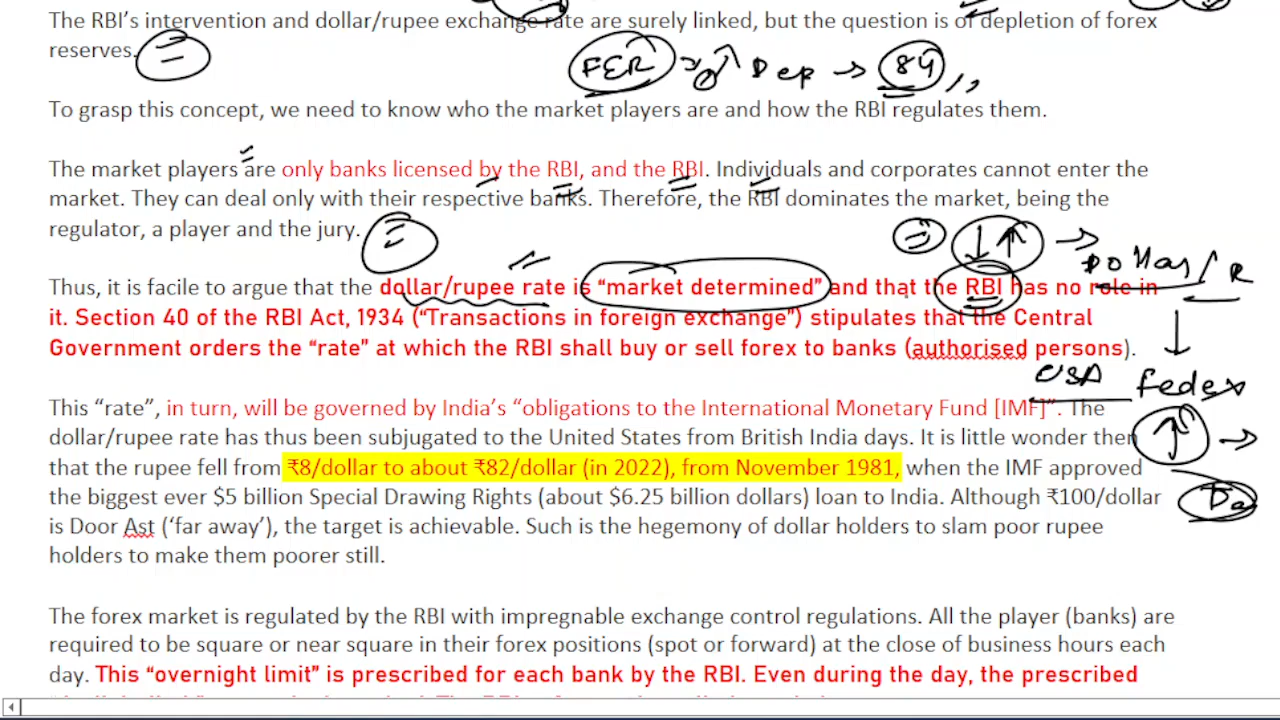 The RBI's intervention and dollar/rupee exchange rate are surely linked, but the question is of depletion of forex
reserves.
FER Dep → 84
To grasp this concept, we need to know who the market players are and how the RBI regulates them.
The market players are only banks licensed by the RBI, and the RBI. Individuals and corporates cannot enter the
market. They can deal only with their respective banks. Therefore, the RBI dominates the market, being the
regulator, a player and the jury.
↓ ↑ → Dollar / R
Thus, it is facile to argue that the dollar/rupee rate is “market determined” and that the RBI has no role in
it. Section 40 of the RBI Act, 1934 (“Transactions in foreign exchange”) stipulates that the Central
Government orders the “rate” at which the RBI shall buy or sell forex to banks (authorised persons).
↓
USA Fedex
This “rate”, in turn, will be governed by India's “obligations to the International Monetary Fund [IMF]”. The
dollar/rupee rate has thus been subjugated to the United States from British India days. It is little wonder then
↑ →
that the rupee fell from ₹8/dollar to about ₹82/dollar (in 2022), from November 1981, when the IMF approved
the biggest ever $5 billion Special Drawing Rights (about $6.25 billion dollars) loan to India. Although ₹100/dollar
is Door Ast (‘far away’), the target is achievable. Such is the hegemony of dollar holders to slam poor rupee
holders to make them poorer still.
The forex market is regulated by the RBI with impregnable exchange control regulations. All the player (banks) are
required to be square or near square in their forex positions (spot or forward) at the close of business hours each
day. This “overnight limit” is prescribed for each bank by the RBI. Even during the day, the prescribed